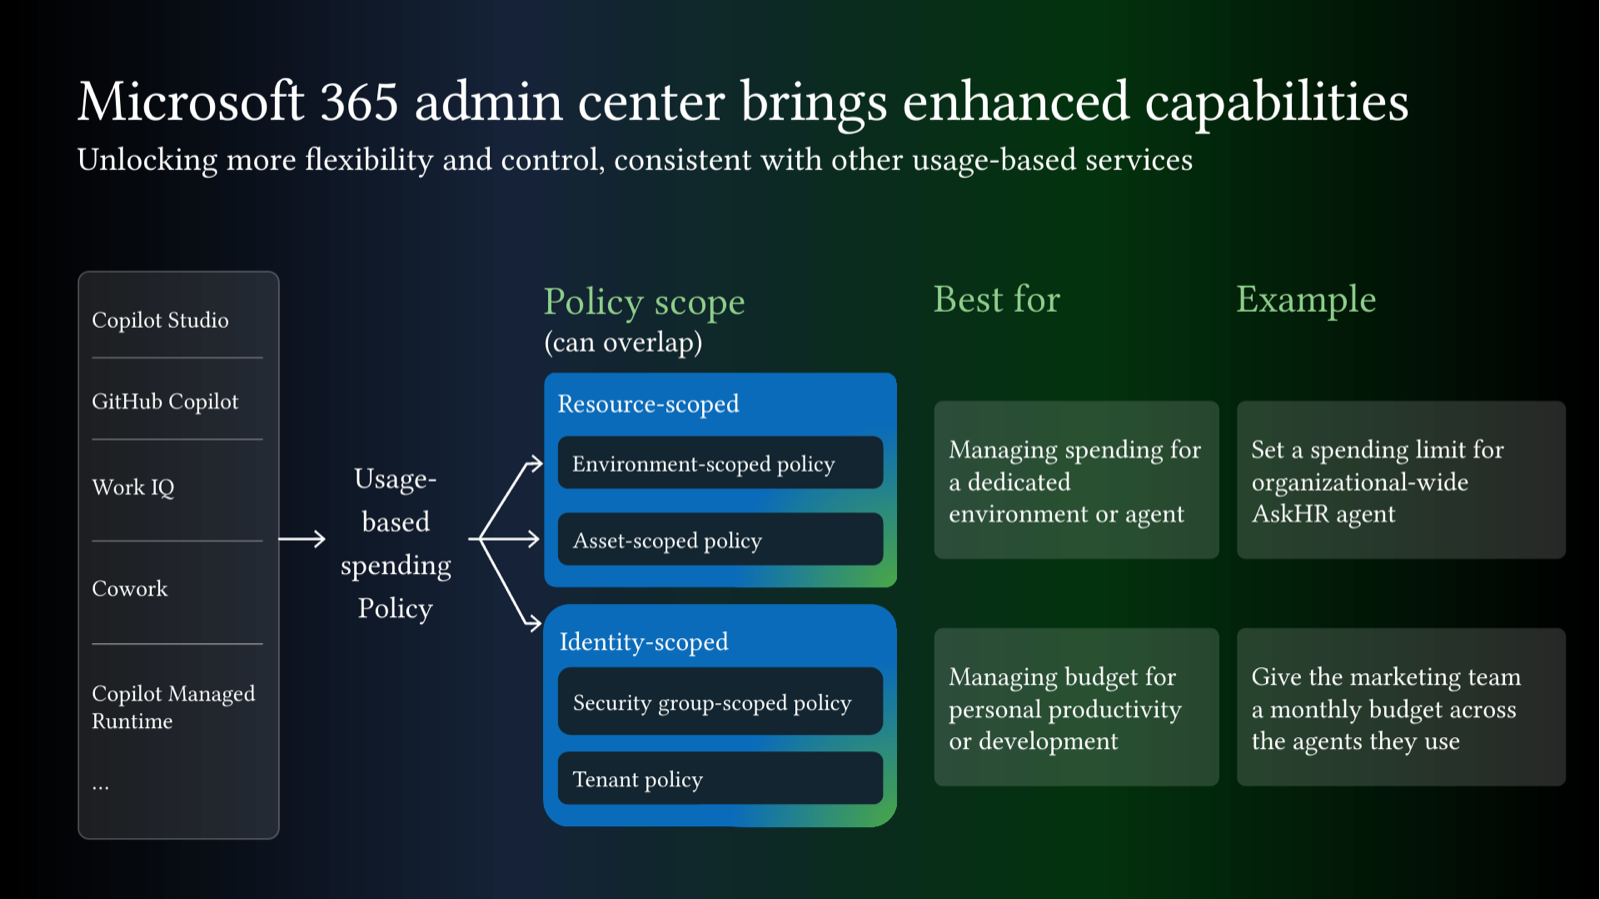 Microsoft 365 admin center brings enhanced capabilities
Unlocking more flexibility and control, consistent with other usage-based services
Copilot Studio
GitHub Copilot
Work IQ
Cowork
Copilot Managed
Runtime
...
Usage-
based
spending
Policy
Policy scope
(can overlap)
Resource-scoped
Environment-scoped policy
Asset-scoped policy
Identity-scoped
Security group-scoped policy
Tenant policy
Best for
Managing spending for
a dedicated
environment or agent
Managing budget for
personal productivity
or development
Example
Set a spending limit for
organizational-wide
AskHR agent
Give the marketing team
a monthly budget across
the agents they use